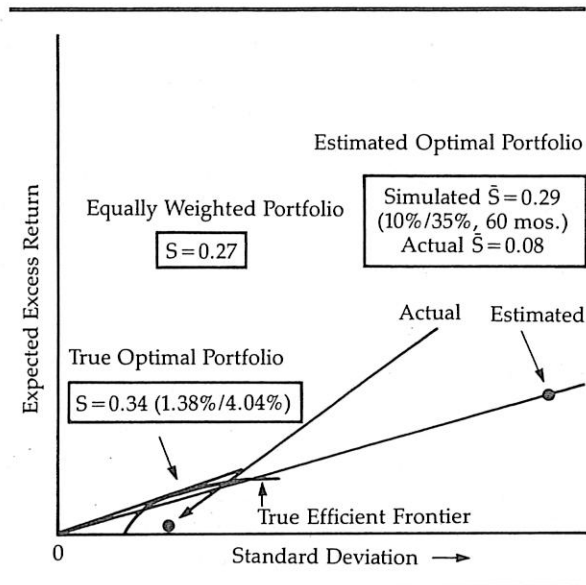 Estimated Optimal Portfolio
Simulated S̄ = 0.29
(10%/35%, 60 mos.)
Actual S̄ = 0.08
Equally Weighted Portfolio
S = 0.27
Actual
Estimated
True Optimal Portfolio
S = 0.34 (1.38%/4.04%)
Expected Excess Return
True Efficient Frontier
0
Standard Deviation →